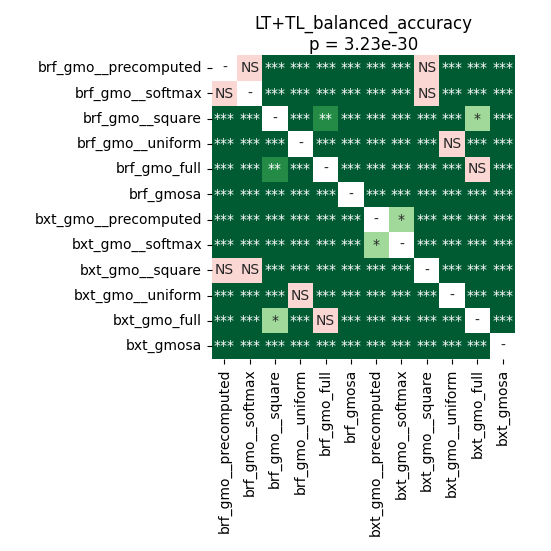 LT+TL_balanced_accuracy
p = 3.23e-30
brf_gmo__precomputed - NS *** *** *** *** *** *** NS *** *** ***
brf_gmo__softmax NS - *** *** *** *** *** *** NS *** *** ***
brf_gmo__square *** *** - *** ** *** *** *** *** *** * ***
brf_gmo__uniform *** *** *** - *** *** *** *** *** NS *** ***
brf_gmo_full *** *** ** *** - *** *** *** *** *** NS ***
brf_gmosa *** *** *** *** *** - *** *** *** *** *** ***
bxt_gmo__precomputed *** *** *** *** *** *** - * *** *** *** ***
bxt_gmo__softmax *** *** *** *** *** *** * - *** *** *** ***
bxt_gmo__square NS NS *** *** *** *** *** *** - *** *** ***
bxt_gmo__uniform *** *** *** NS *** *** *** *** *** - *** ***
bxt_gmo_full *** *** * *** NS *** *** *** *** *** - ***
bxt_gmosa *** *** *** *** *** *** *** *** *** *** *** -
brf_gmo__precomputed
brf_gmo__softmax
brf_gmo__square
brf_gmo__uniform
brf_gmo_full
brf_gmosa
bxt_gmo__precomputed
bxt_gmo__softmax
bxt_gmo__square
bxt_gmo__uniform
bxt_gmo_full
bxt_gmosa